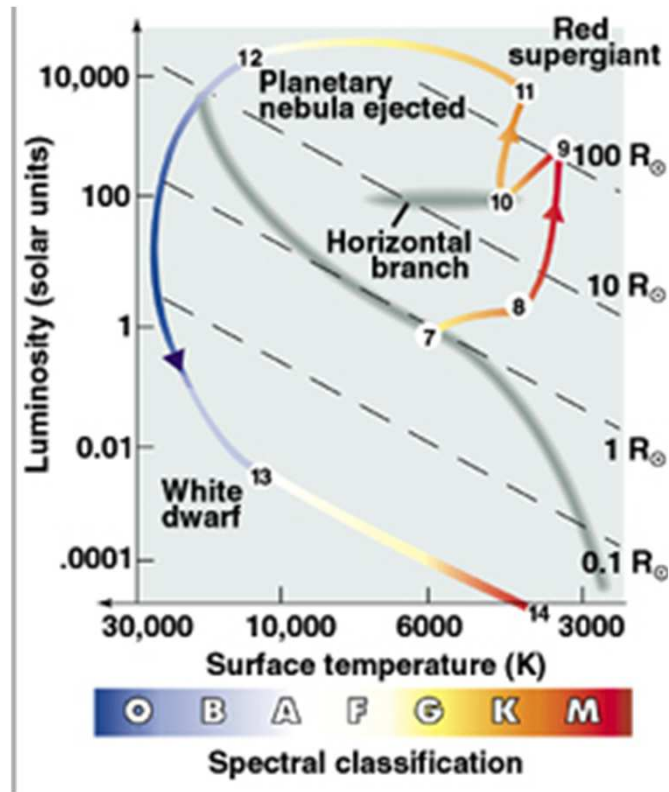 Red
supergiant
12
10,000
Planetary
nebula ejected
11
9
100 R☉
100
10
Horizontal
branch
10 R☉
8
1
7
Luminosity (solar units)
0.01
1 R☉
13
White
dwarf
.0001
0.1 R☉
14
30,000 10,000 6000 3000
Surface temperature (K)
O B A F G K M
Spectral classification